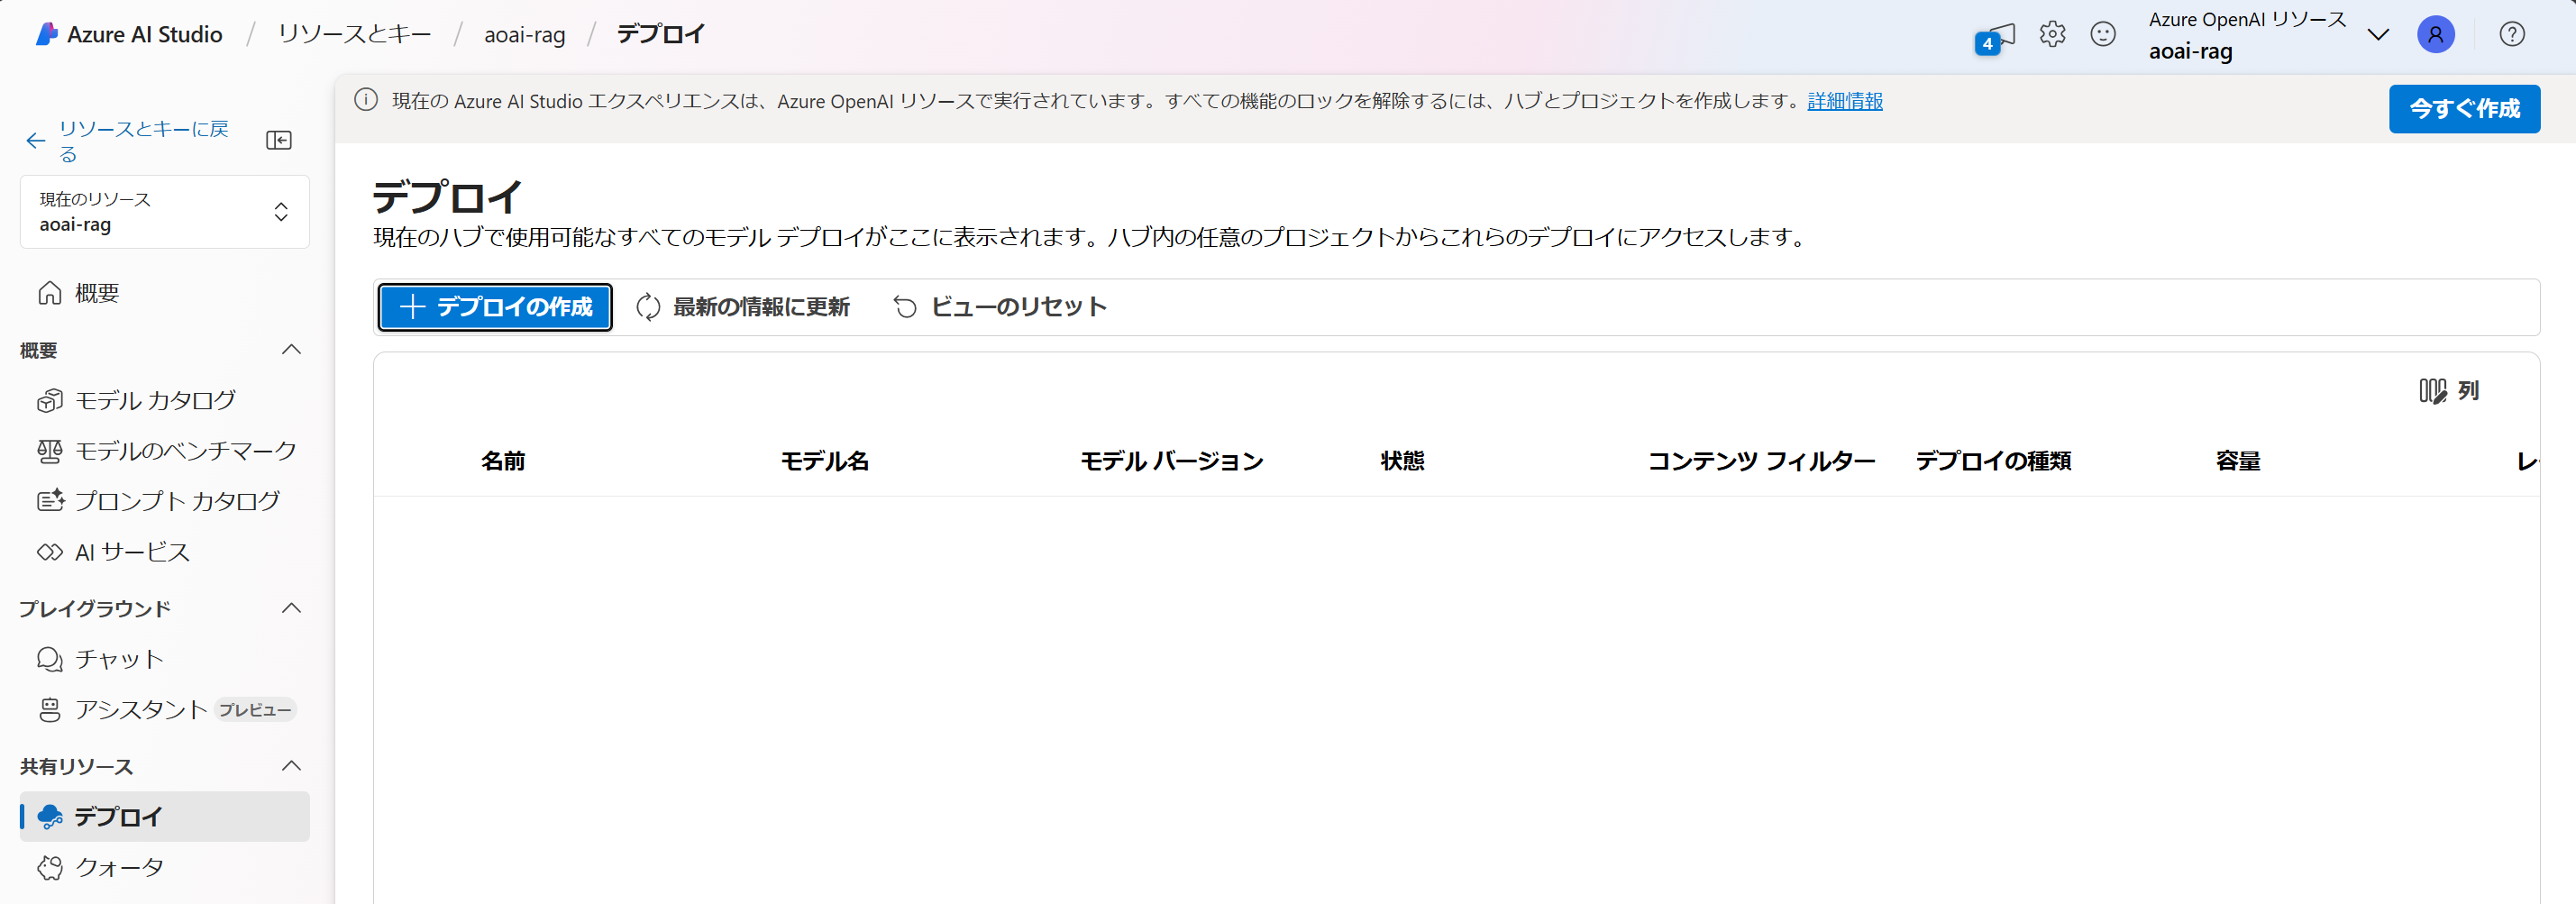 Azure AI Studio / リソースとキー / aoai-rag / デプロイ
4
Azure OpenAI リソース
aoai-rag
リソースとキーに戻
る
現在のリソース
aoai-rag
概要
概要
モデル カタログ
モデルのベンチマーク
プロンプト カタログ
AI サービス
プレイグラウンド
チャット
アシスタント プレビュー
共有リソース
デプロイ
クォータ
現在の Azure AI Studio エクスペリエンスは、Azure OpenAI リソースで実行されています。すべての機能のロックを解除するには、ハブとプロジェクトを作成します。詳細情報
今すぐ作成
デプロイ
現在のハブで使用可能なすべてのモデル デプロイがここに表示されます。ハブ内の任意のプロジェクトからこれらのデプロイにアクセスします。
デプロイの作成 最新の情報に更新 ビューのリセット
列
名前 モデル名 モデル バージョン 状態 コンテンツ フィルター デプロイの種類 容量